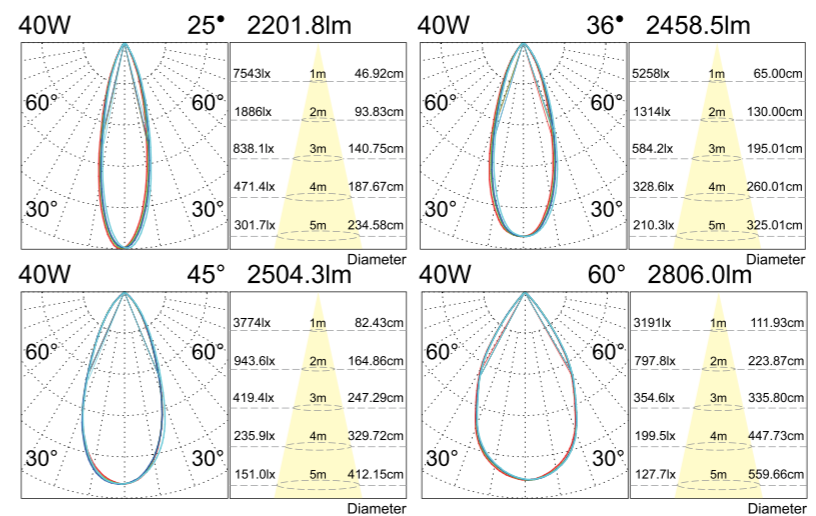 40W 25° 2201.8lm
60° 60°
30° 30°
7543lx 1m 46.92cm
1886lx 2m 93.83cm
838.1lx 3m 140.75cm
471.4lx 4m 187.67cm
301.7lx 5m 234.58cm
Diameter
40W 36° 2458.5lm
60° 60°
30° 30°
5258lx 1m 65.00cm
1314lx 2m 130.00cm
584.2lx 3m 195.01cm
328.6lx 4m 260.01cm
210.3lx 5m 325.01cm
Diameter
40W 45° 2504.3lm
60° 60°
30° 30°
3774lx 1m 82.43cm
943.6lx 2m 164.86cm
419.4lx 3m 247.29cm
235.9lx 4m 329.72cm
151.0lx 5m 412.15cm
Diameter
40W 60° 2806.0lm
60° 60°
30° 30°
3191lx 1m 111.93cm
797.8lx 2m 223.87cm
354.6lx 3m 335.80cm
199.5lx 4m 447.73cm
127.7lx 5m 559.66cm
Diameter